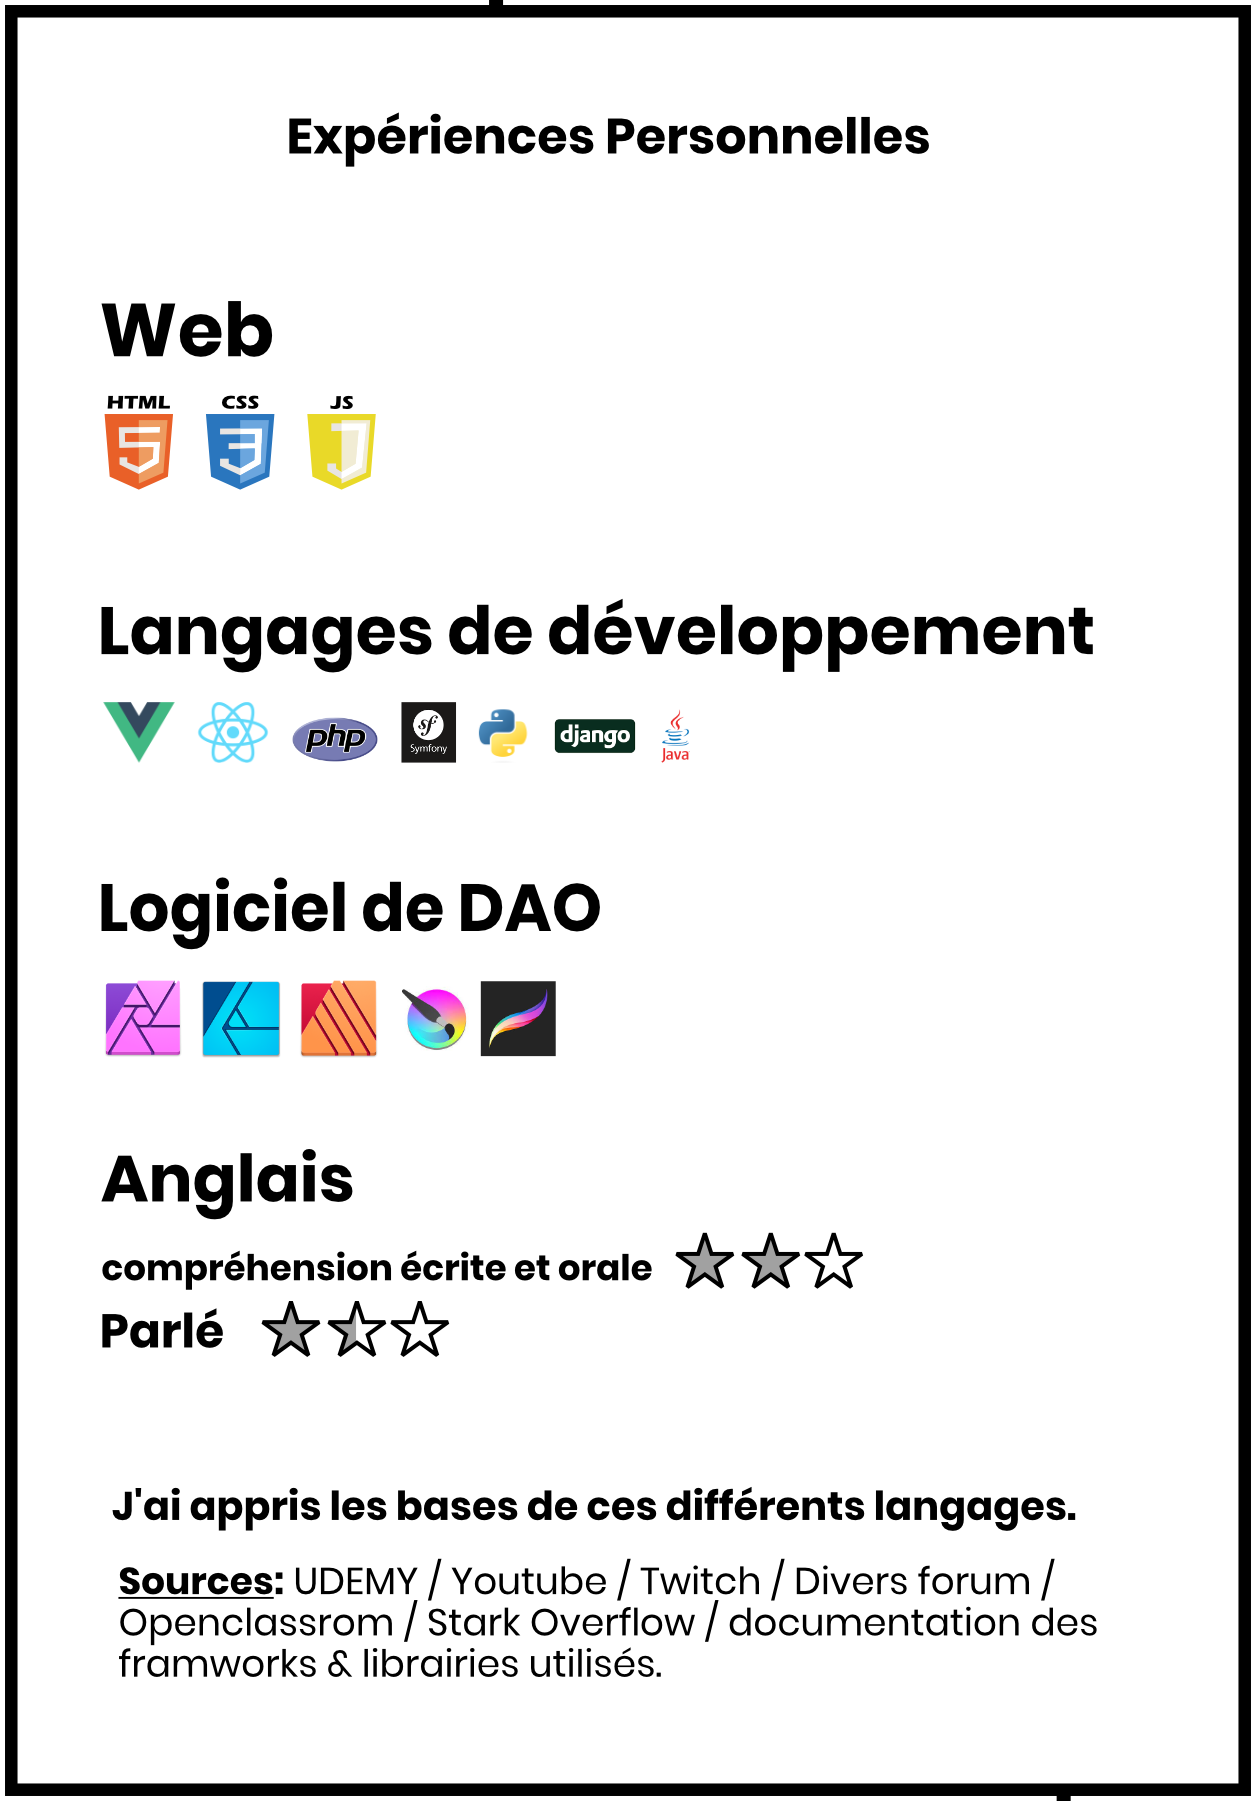 Expériences Personnelles
Web
HTML CSS JS
Langages de développement
php sf Symfony django Java
Logiciel de DAO
Anglais
compréhension écrite et orale
Parlé
J'ai appris les bases de ces différents langages.
Sources: UDEMY / Youtube / Twitch / Divers forum /
Openclassrom / Stark Overflow / documentation des
framworks & librairies utilisés.